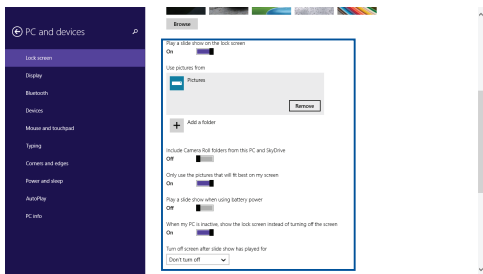 PC and devices
Lock screen
Display
Bluetooth
Devices
Mouse and touchpad
Typing
Corners and edges
Power and sleep
AutoPlay
PC info
Browse
Play a slide show on the lock screen
On
Use pictures from
Pictures
Remove
Add a folder
Include Camera Roll folders from this PC and SkyDrive
Off
Only use the pictures that will fit best on my screen
On
Play a slide show when using battery power
Off
When my PC is inactive, show the lock screen instead of turning off the screen
On
Turn off screen after slide show has played for
Don't turn off